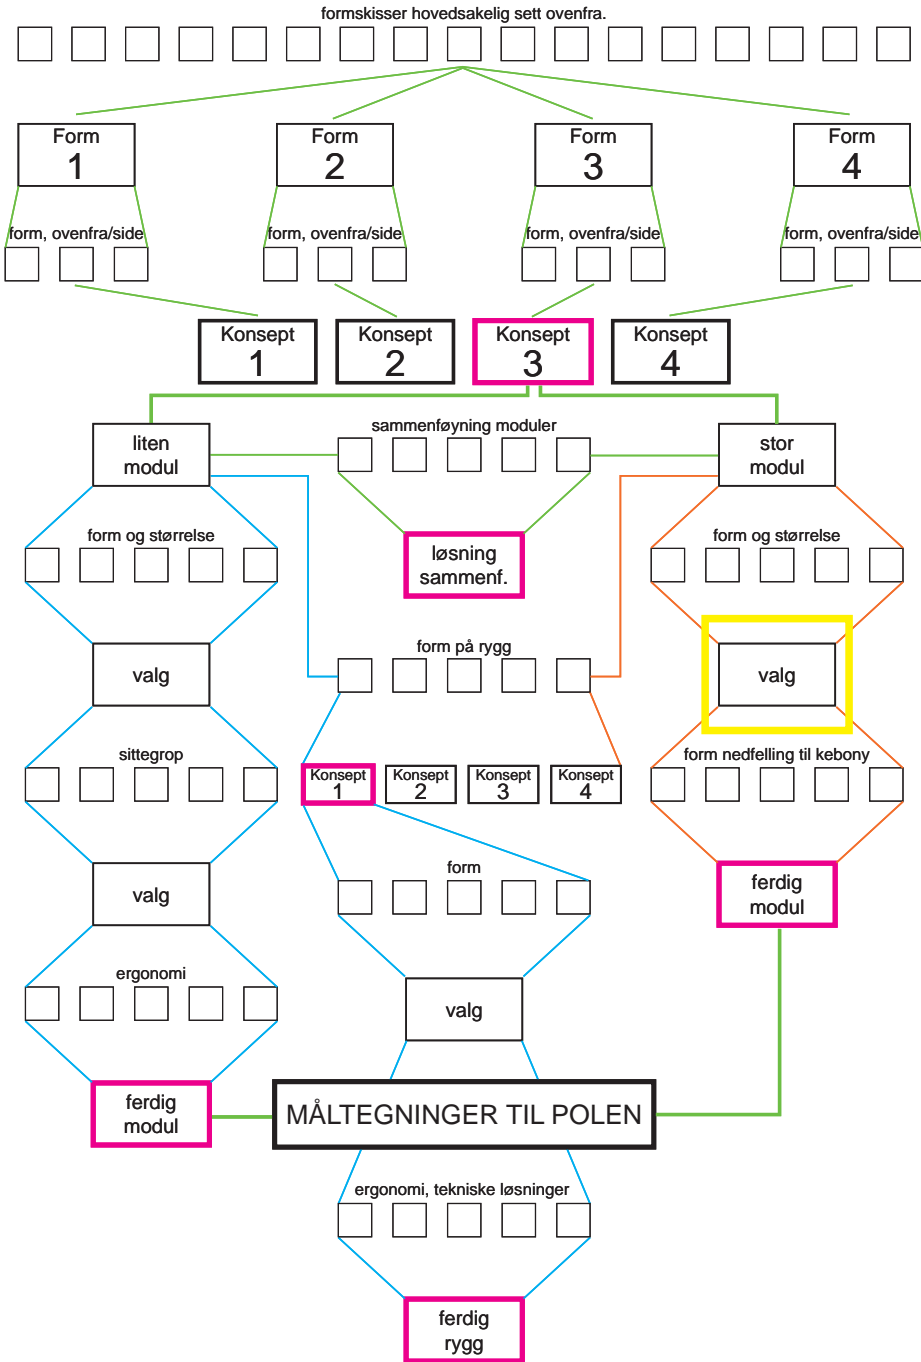 formskisser hovedsakelig sett ovenfra.
Form
1
Form
2
Form
3
Form
4
form, ovenfra/side
form, ovenfra/side
form, ovenfra/side
form, ovenfra/side
Konsept
1
Konsept
2
Konsept
3
Konsept
4
liten
modul
sammenføyning moduler
stor
modul
form og størrelse
løsning
sammenf.
form og størrelse
valg
form på rygg
valg
sittegrop
form nedfelling til kebony
Konsept
1
Konsept
2
Konsept
3
Konsept
4
valg
form
ferdig
modul
ergonomi
valg
ferdig
modul
MÅLTEGNINGER TIL POLEN
ergonomi, tekniske løsninger
ferdig
rygg